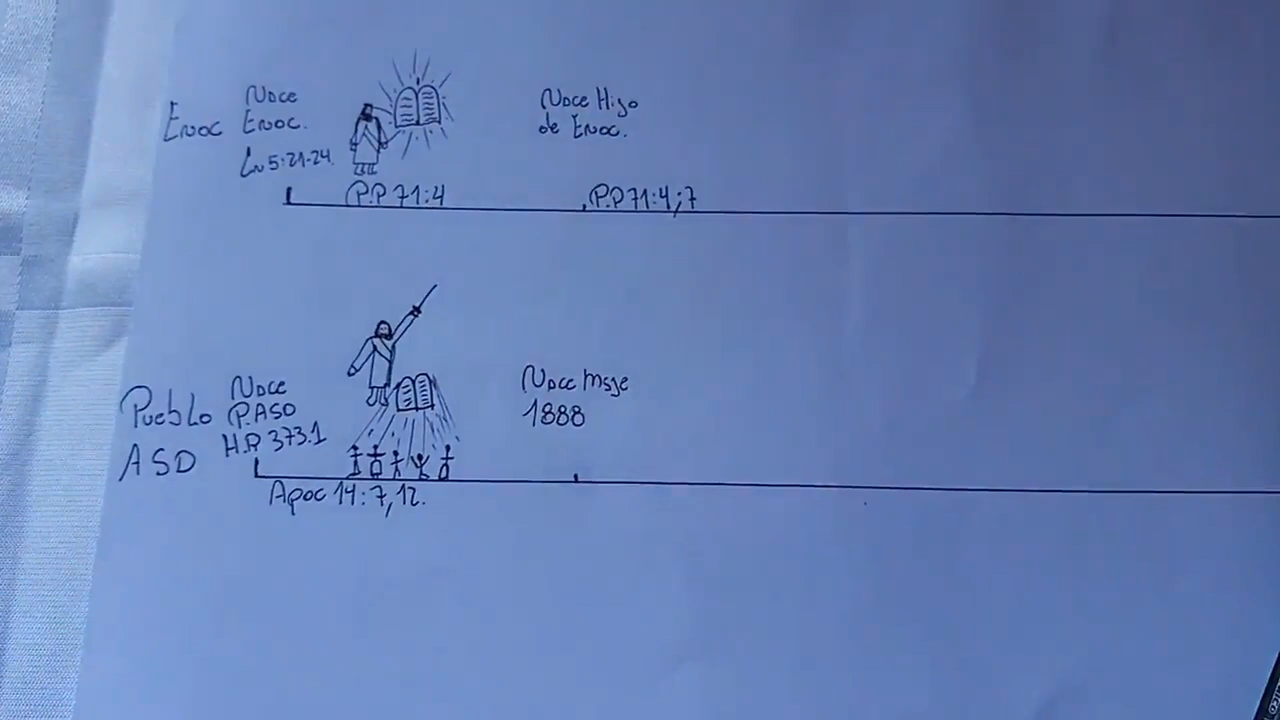 Enoc
Nace
Enoc.
Gn 5:21-24.
P.P 71:4
Nace Hijo
de Enoc.
P.P 71:4;7
Pueblo
ASD
Nace
P.ASD
H.R 373.1
Apoc 14:7,12.
Nace Msje
1888